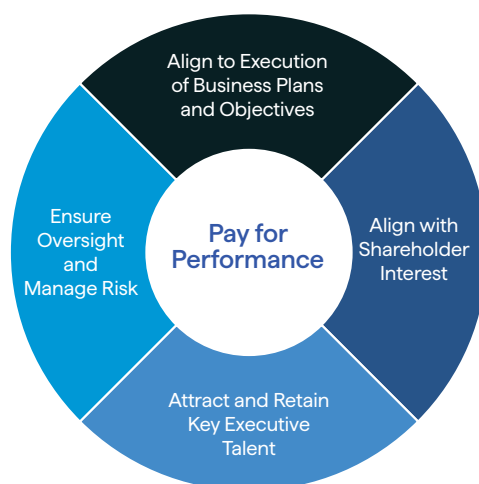 Align to Execution
of Business Plans
and Objectives
Ensure
Oversight
and
Manage Risk
Pay for
Performance
Align with
Shareholder
Interest
Attract and Retain
Key Executive
Talent